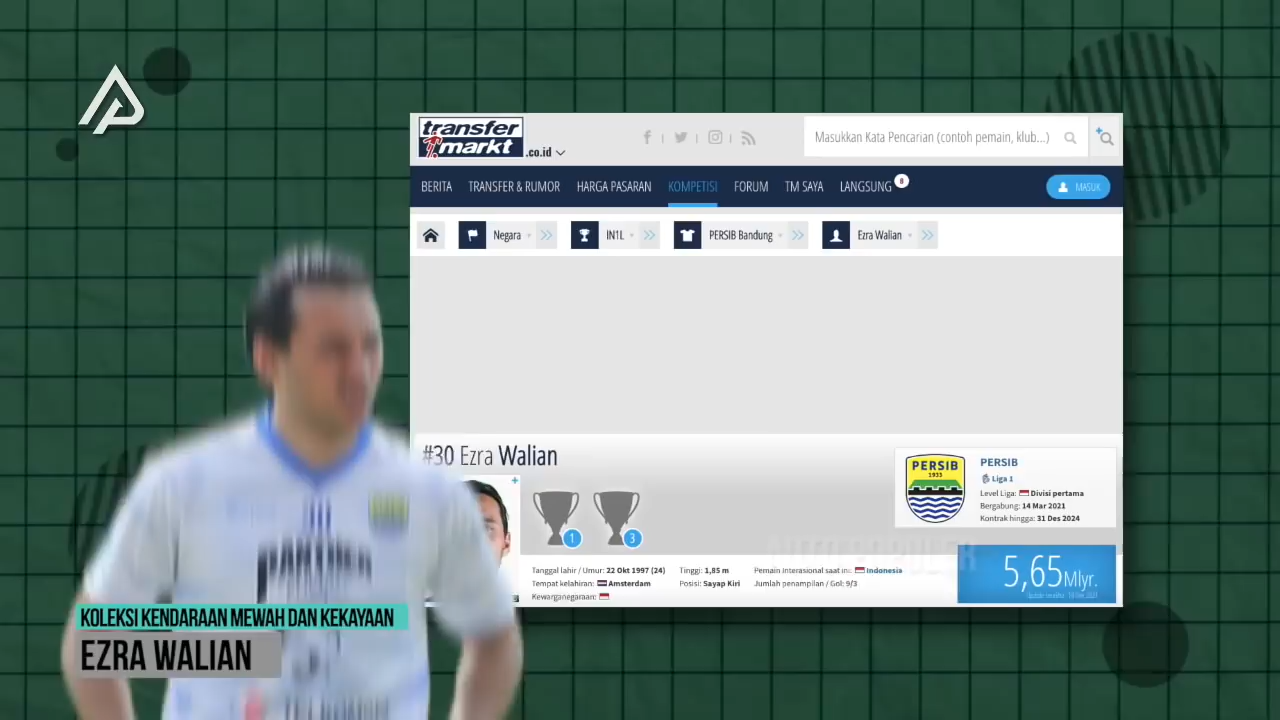 transfer
markt
.co.id
Masukkan Kata Pencarian (contoh pemain, klub...)
BERITA TRANSFER & RUMOR HARGA PASARAN KOMPETISI FORUM TM SAYA LANGSUNG 8 MASUK
Negara IN1L PERSIB Bandung Ezra Walian
#30 Ezra Walian
PERSIB
1933
PERSIB
Liga 1
Level Liga: Divisi pertama
Bergabung: 14 Mar 2021
Kontrak hingga: 31 Des 2024
1 3
Tanggal lahir / Umur: 22 Okt 1997 (24) Tinggi: 1,85 m Pemain Interasional saat ini: Indonesia
Tempat kelahiran: Amsterdam Posisi: Sayap Kiri Jumlah penampilan / Gol: 9/3
Kewarganegaraan:
5,65 Mlyr.
KOLEKSI KENDARAAN MEWAH DAN KEKAYAAN
EZRA WALIAN